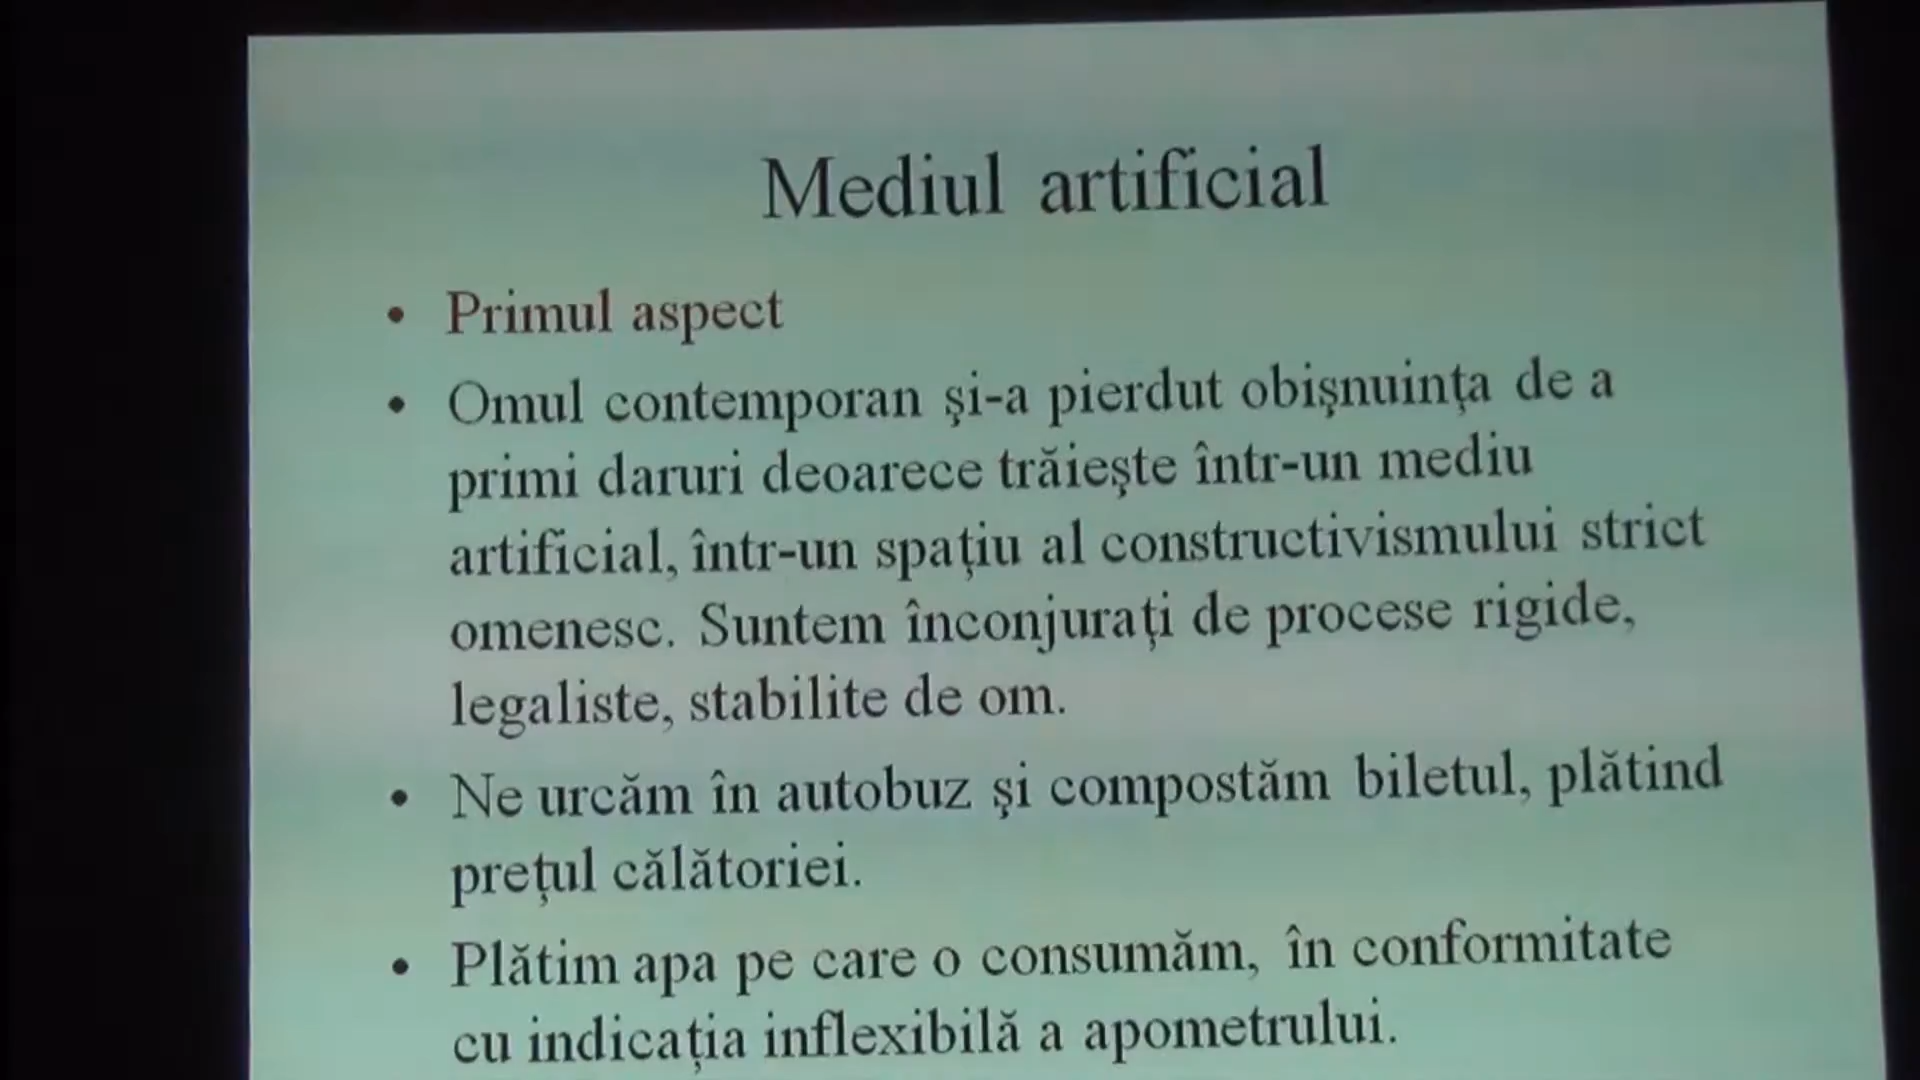 Mediul artificial
• Primul aspect
• Omul contemporan şi-a pierdut obişnuinţa de a
primi daruri deoarece trăieşte într-un mediu
artificial, într-un spaţiu al constructivismului strict
omenesc. Suntem înconjuraţi de procese rigide,
legaliste, stabilite de om.
• Ne urcăm în autobuz şi compostăm biletul, plătind
preţul călătoriei.
• Plătim apa pe care o consumăm, în conformitate
cu indicaţia inflexibilă a apometrului.